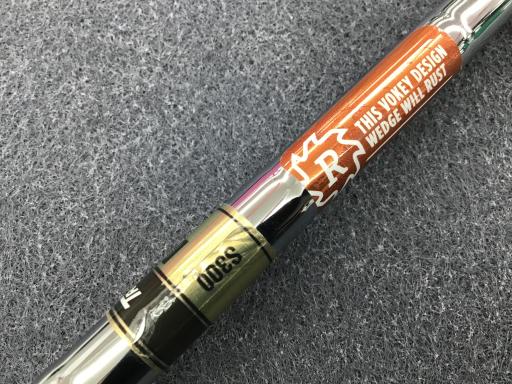 THIS VOKEY DESIGN
WEDGE WILL RUST
R
S300